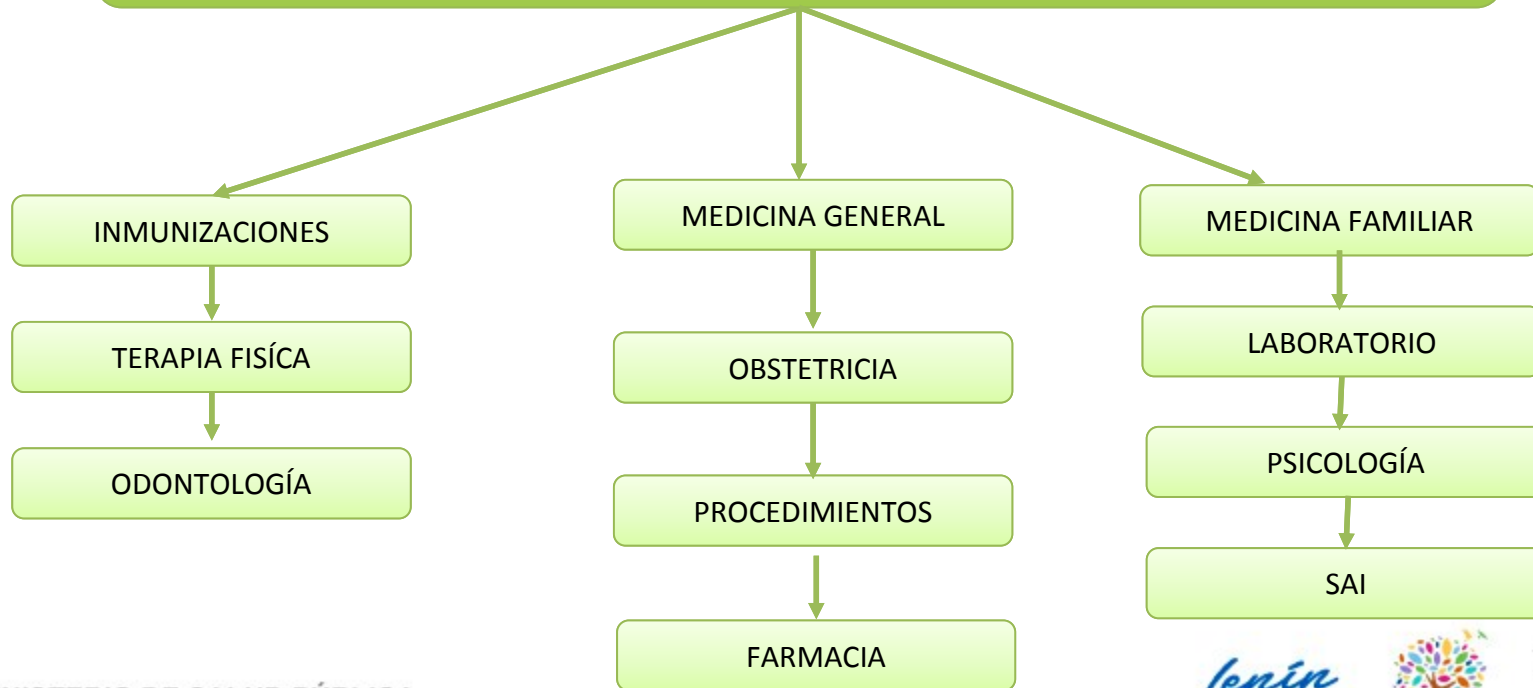 INMUNIZACIONES
TERAPIA FISÍCA
ODONTOLOGÍA
MEDICINA GENERAL
OBSTETRICIA
PROCEDIMIENTOS
FARMACIA
MEDICINA FAMILIAR
LABORATORIO
PSICOLOGÍA
SAI
lenín